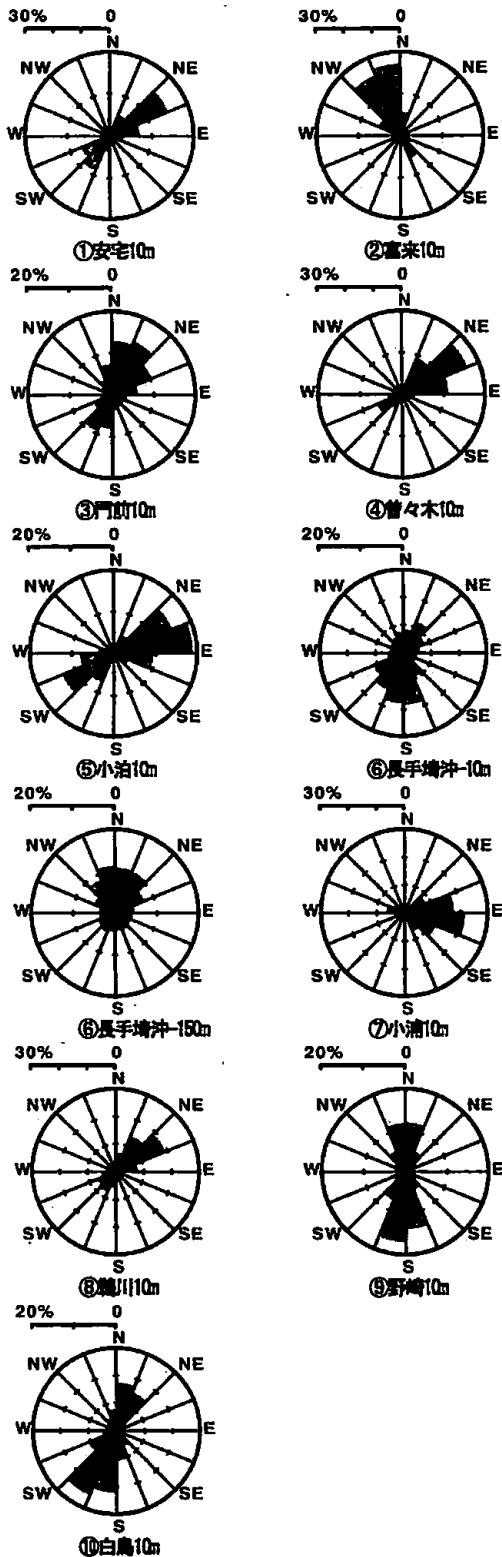 30% 0
N
NW NE
W E
SW SE
S
①安宅10m
30% 0
N
NW NE
W E
SW SE
S
②富来10m
20% 0
N
NW NE
W E
SW SE
S
③門前10m
30% 0
N
NW NE
W E
SW SE
S
④曽々木10m
20% 0
N
NW NE
W E
SW SE
S
⑤小泊10m
20% 0
N
NW NE
W E
SW SE
S
⑥長手埼沖-10m
20% 0
N
NW NE
W E
SW SE
S
⑥長手埼沖-150m
30% 0
N
NW NE
W E
SW SE
S
⑦小浦10m
30% 0
N
NW NE
W E
SW SE
S
⑧鵜川10m
20% 0
N
NW NE
W E
SW SE
S
⑨野崎10m
20% 0
N
NW NE
W E
SW SE
S
⑩白鳥10m